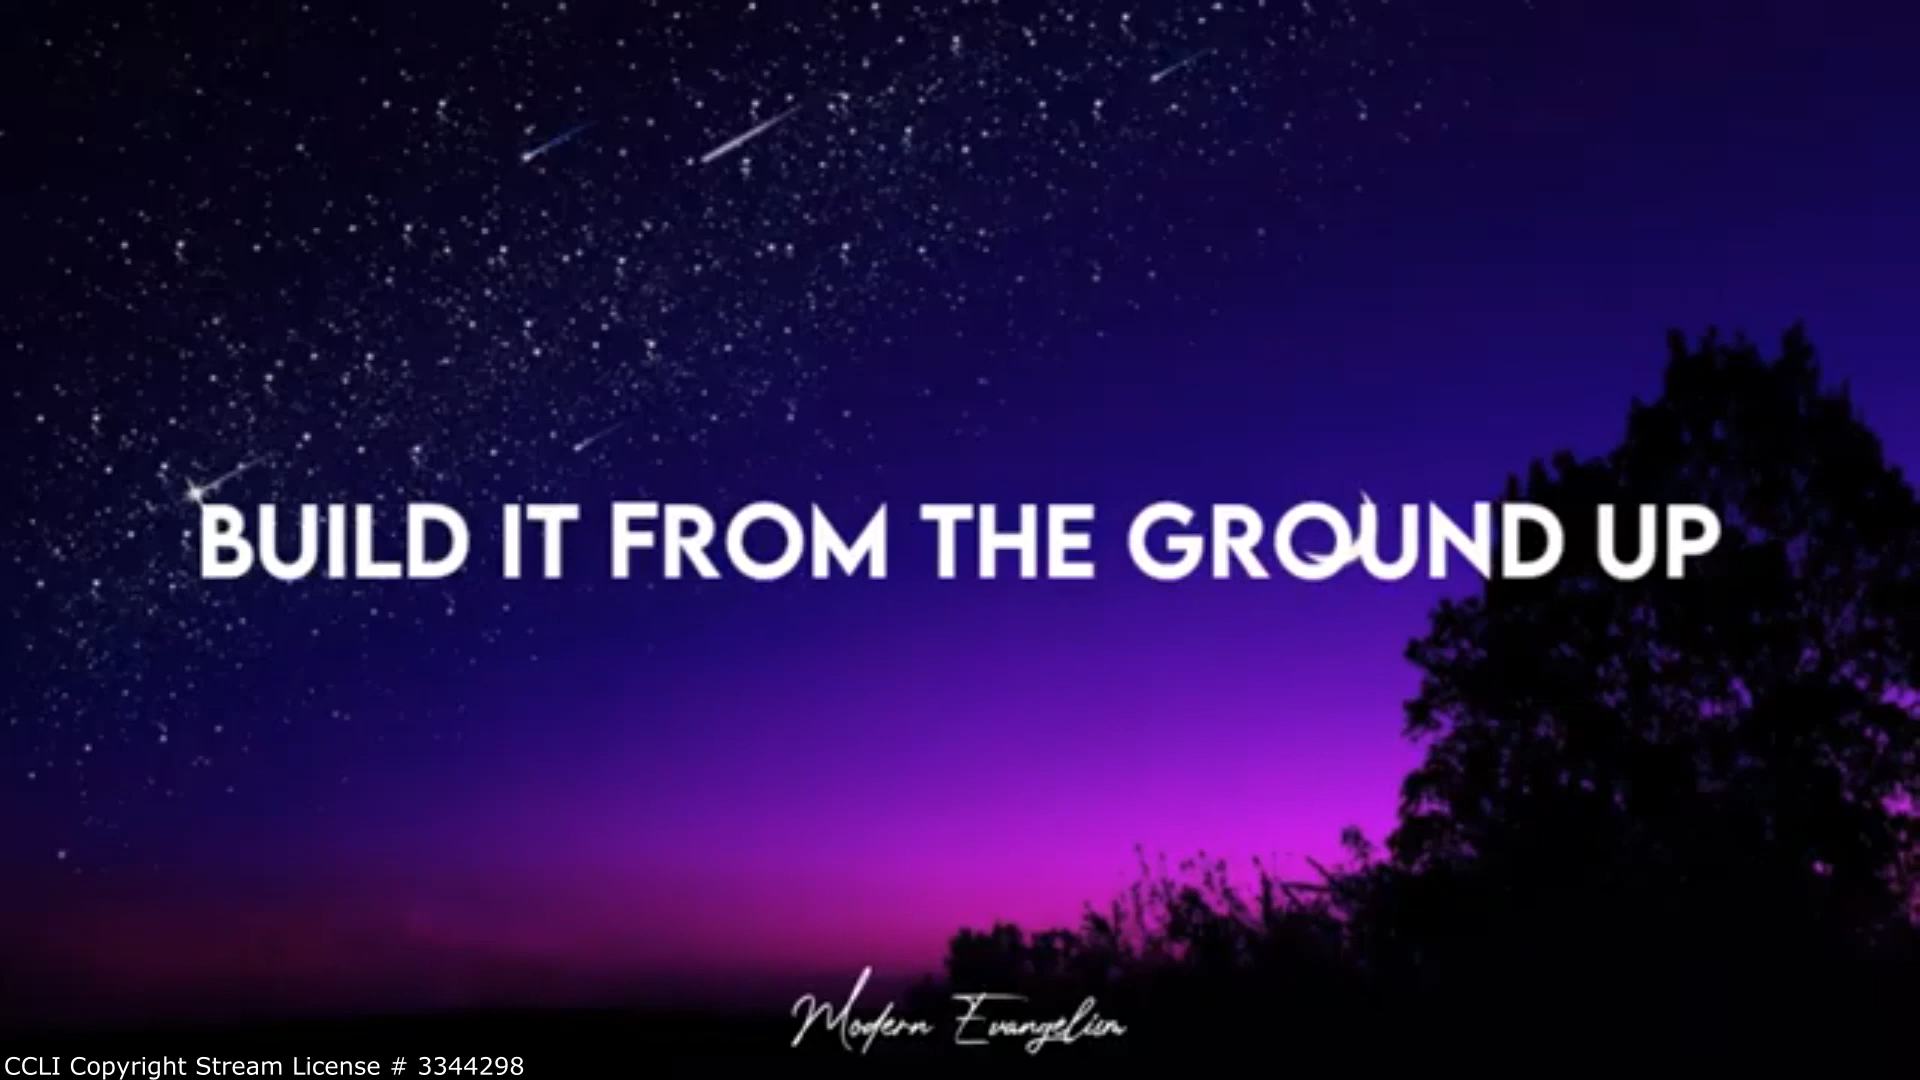 BUILD IT FROM THE GROUND UP
Modern Evangelism
CCLI Copyright Stream License # 3344298